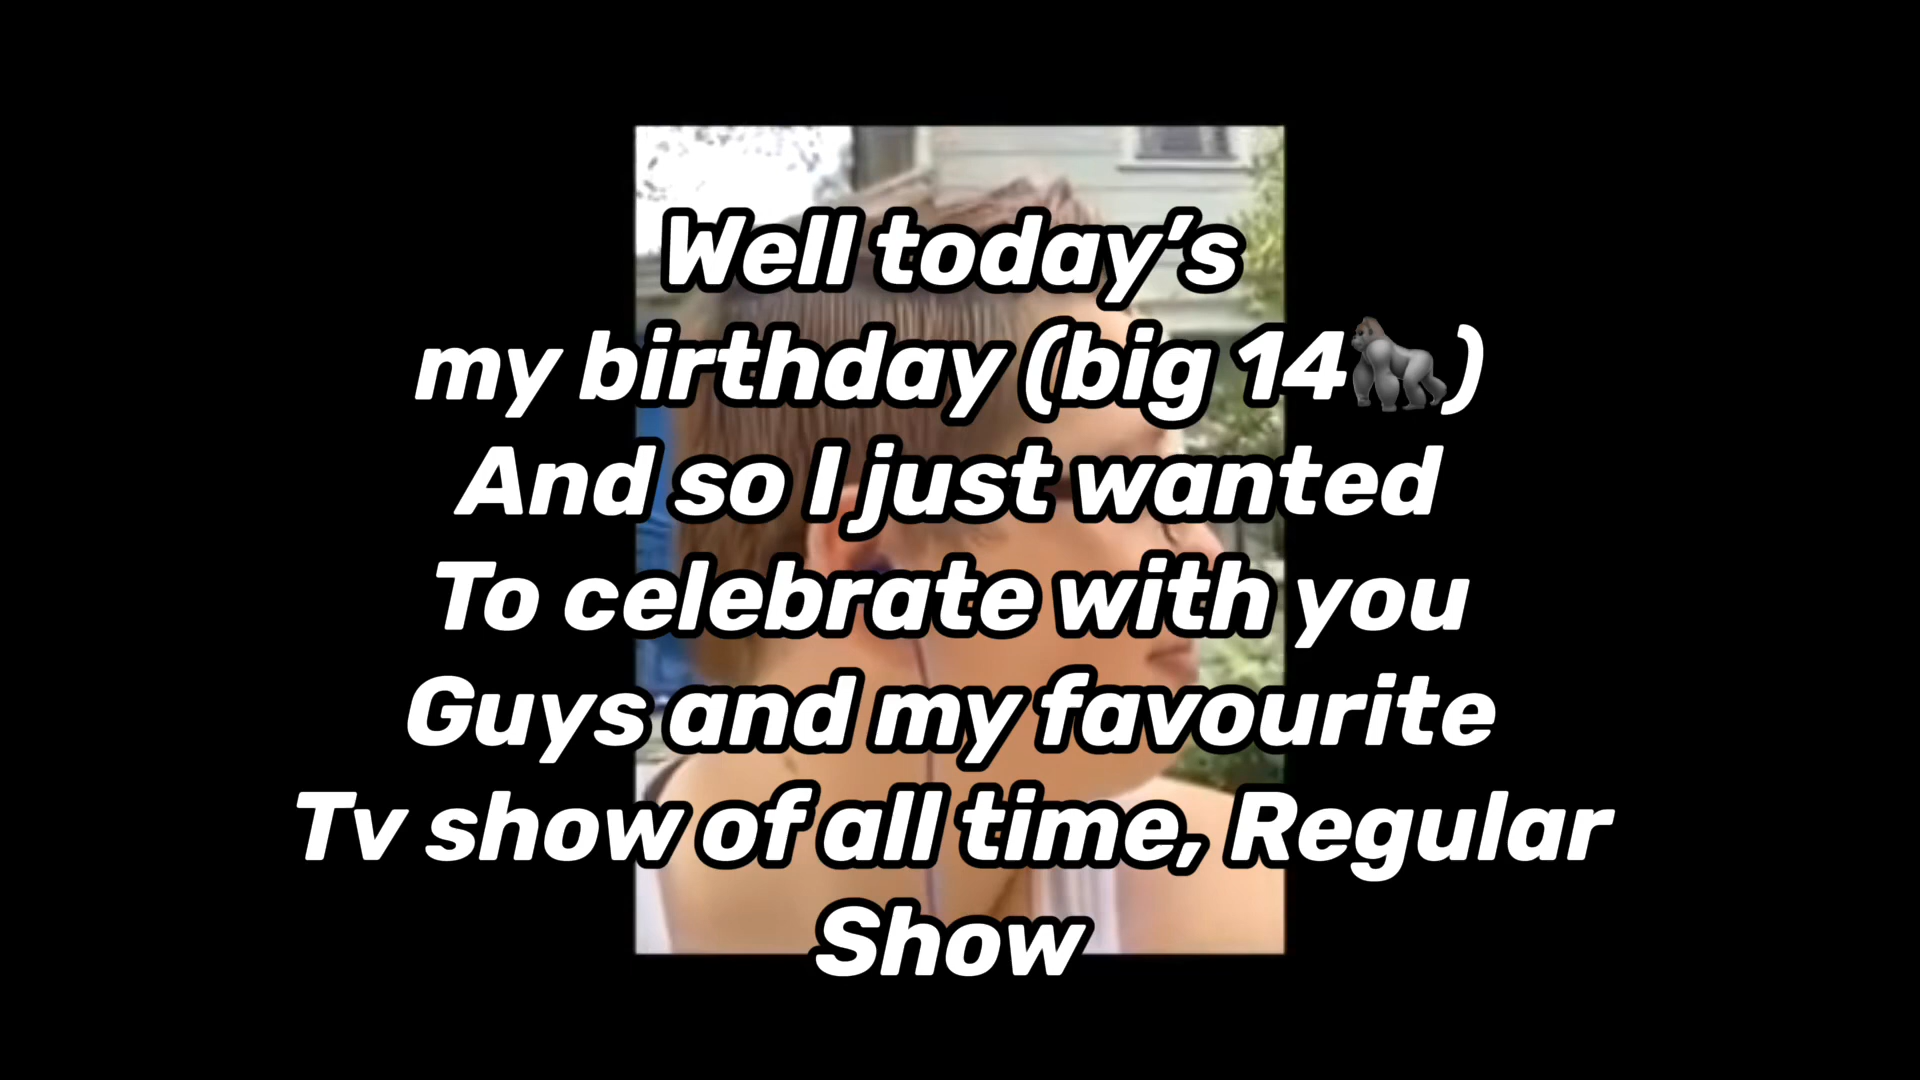 Well today’s
my birthday (big 14🦍)
And so I just wanted
To celebrate with you
Guys and my favourite
Tv show of all time, Regular
Show